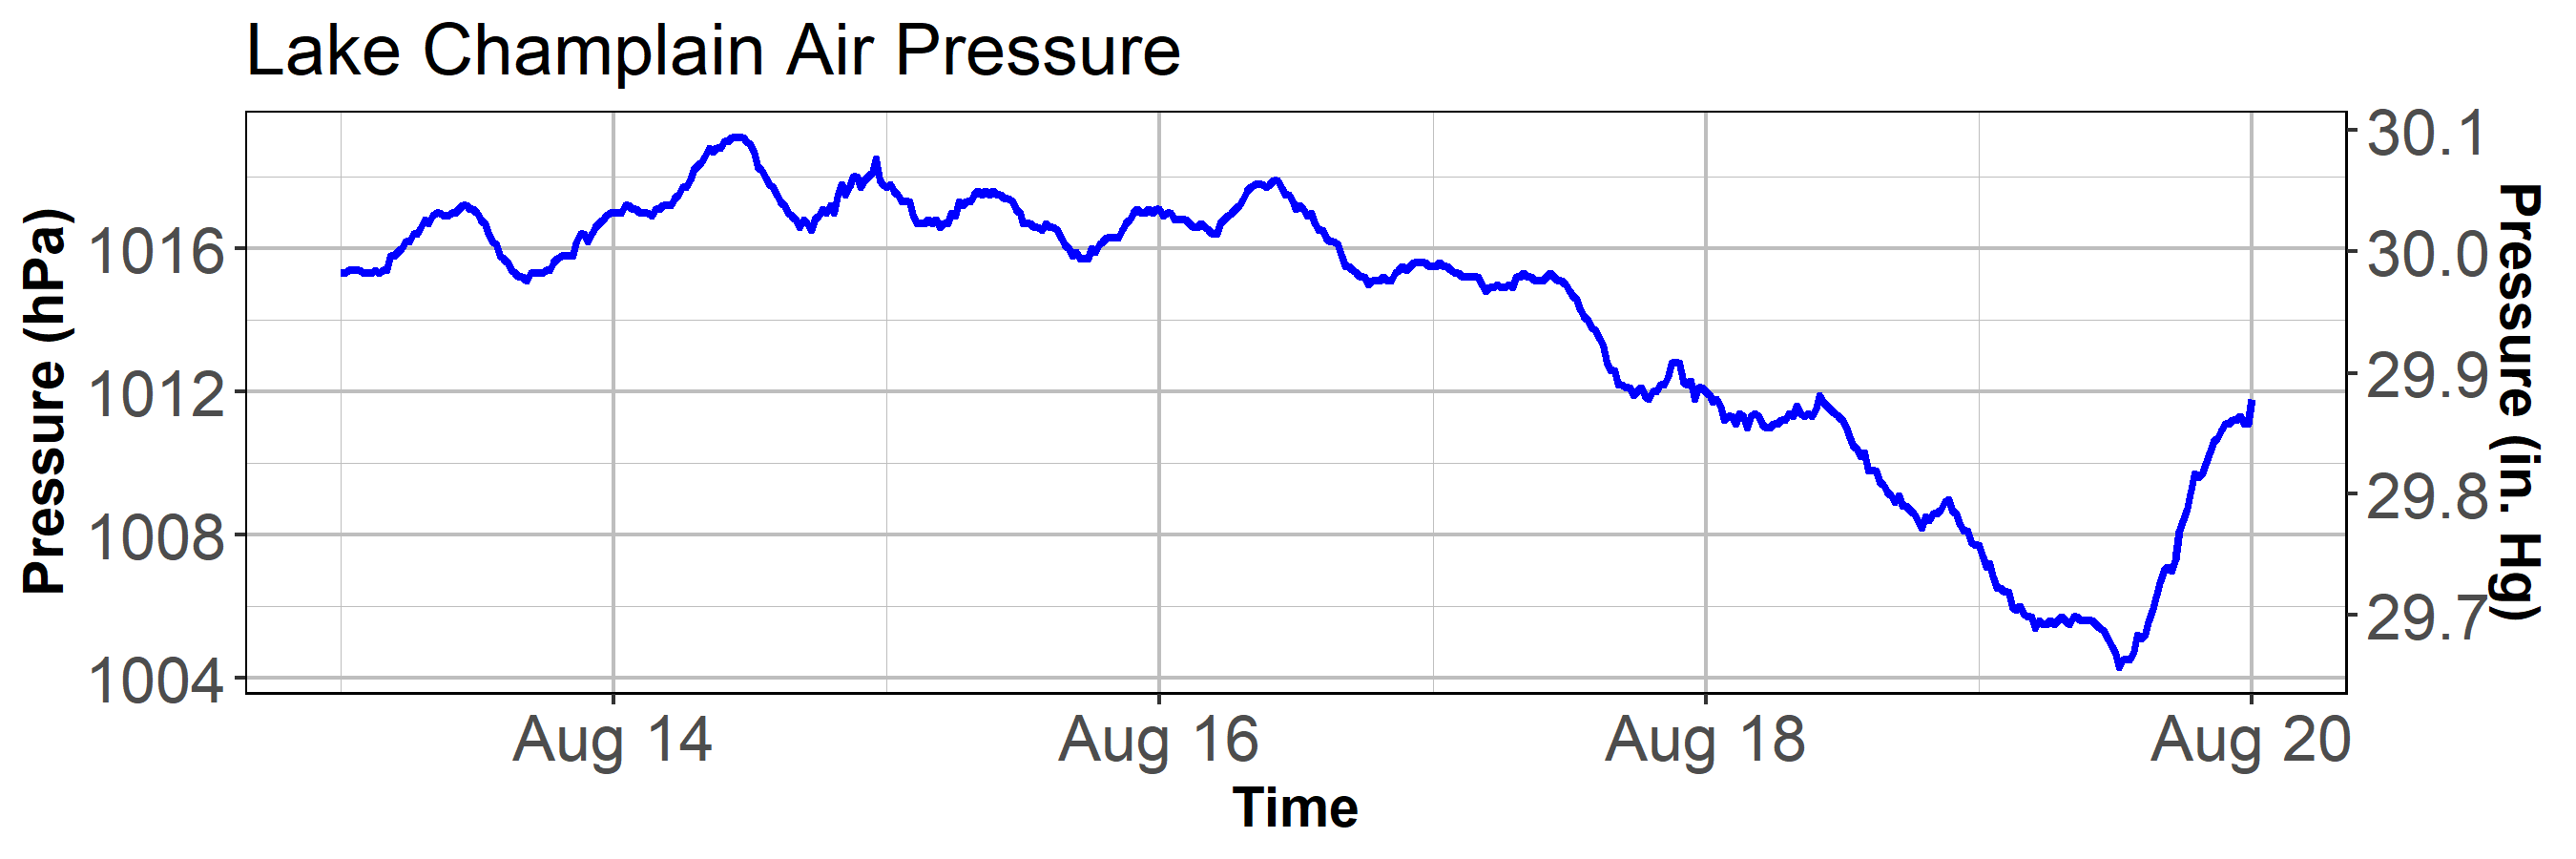 Lake Champlain Air Pressure
Pressure (hPa)
1016
1012
1008
1004
30.1
30.0
29.9
29.8
29.7
Pressure (in. Hg)
Aug 14
Aug 16
Aug 18
Aug 20
Time